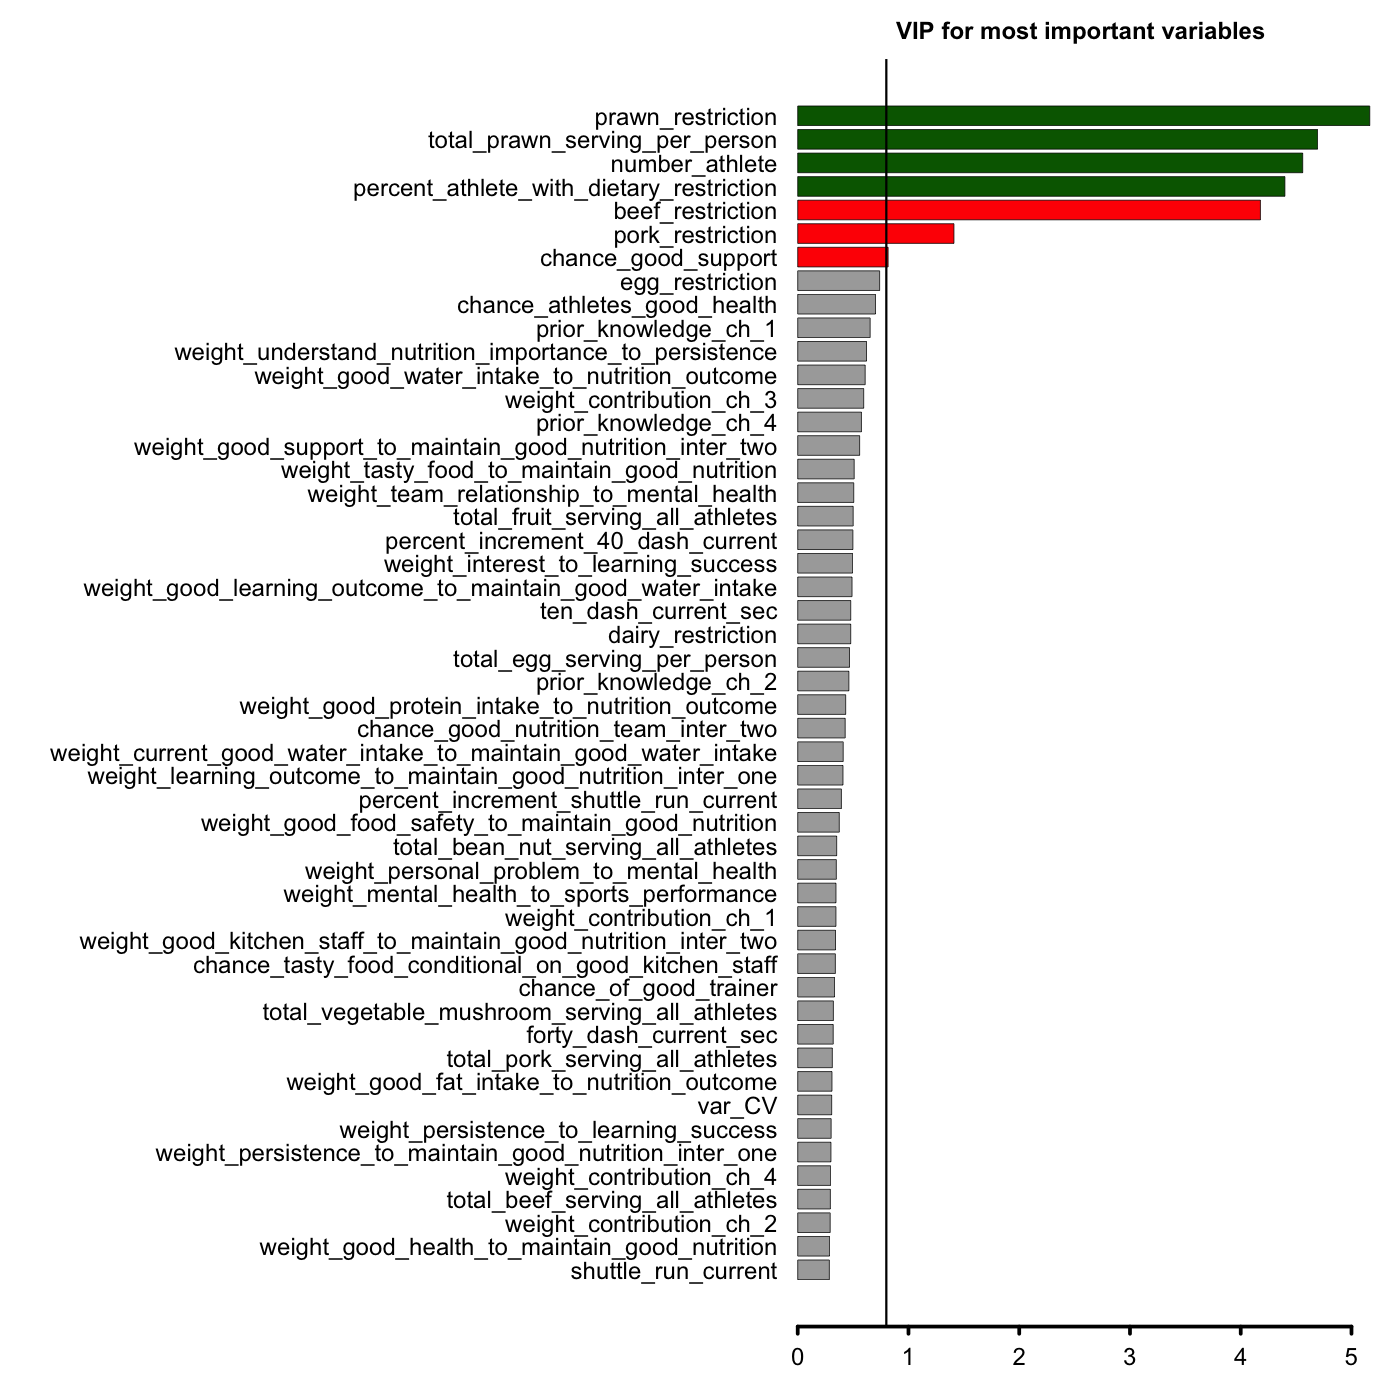 VIP for most important variables
prawn_restriction
total_prawn_serving_per_person
number_athlete
percent_athlete_with_dietary_restriction
beef_restriction
pork_restriction
chance_good_support
egg_restriction
chance_athletes_good_health
prior_knowledge_ch_1
weight_understand_nutrition_importance_to_persistence
weight_good_water_intake_to_nutrition_outcome
weight_contribution_ch_3
prior_knowledge_ch_4
weight_good_support_to_maintain_good_nutrition_inter_two
weight_tasty_food_to_maintain_good_nutrition
weight_team_relationship_to_mental_health
total_fruit_serving_all_athletes
percent_increment_40_dash_current
weight_interest_to_learning_success
weight_good_learning_outcome_to_maintain_good_water_intake
ten_dash_current_sec
dairy_restriction
total_egg_serving_per_person
prior_knowledge_ch_2
weight_good_protein_intake_to_nutrition_outcome
chance_good_nutrition_team_inter_two
weight_current_good_water_intake_to_maintain_good_water_intake
weight_learning_outcome_to_maintain_good_nutrition_inter_one
percent_increment_shuttle_run_current
weight_good_food_safety_to_maintain_good_nutrition
total_bean_nut_serving_all_athletes
weight_personal_problem_to_mental_health
weight_mental_health_to_sports_performance
weight_contribution_ch_1
weight_good_kitchen_staff_to_maintain_good_nutrition_inter_two
chance_tasty_food_conditional_on_good_kitchen_staff
chance_of_good_trainer
total_vegetable_mushroom_serving_all_athletes
forty_dash_current_sec
total_pork_serving_all_athletes
weight_good_fat_intake_to_nutrition_outcome
var_CV
weight_persistence_to_learning_success
weight_persistence_to_maintain_good_nutrition_inter_one
weight_contribution_ch_4
total_beef_serving_all_athletes
weight_contribution_ch_2
weight_good_health_to_maintain_good_nutrition
shuttle_run_current
0 1 2 3 4 5